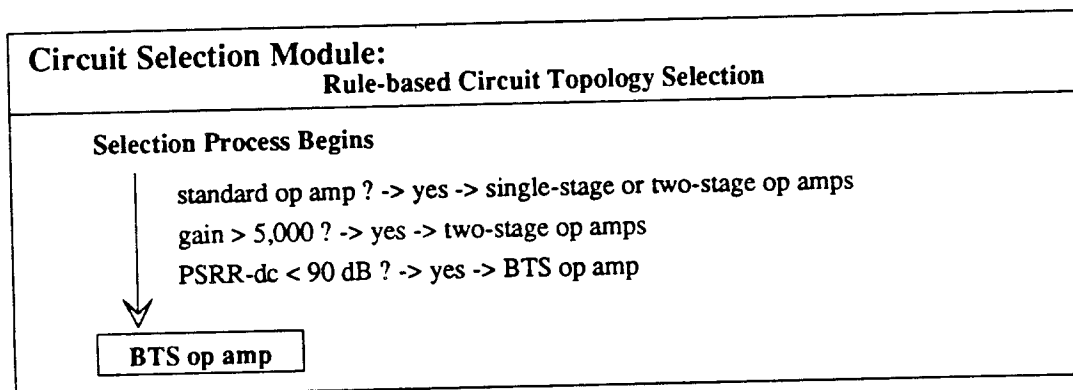 Circuit Selection Module:
Rule-based Circuit Topology Selection
Selection Process Begins
standard op amp ? -> yes -> single-stage or two-stage op amps
gain > 5,000 ? -> yes -> two-stage op amps
PSRR-dc < 90 dB ? -> yes -> BTS op amp
BTS op amp